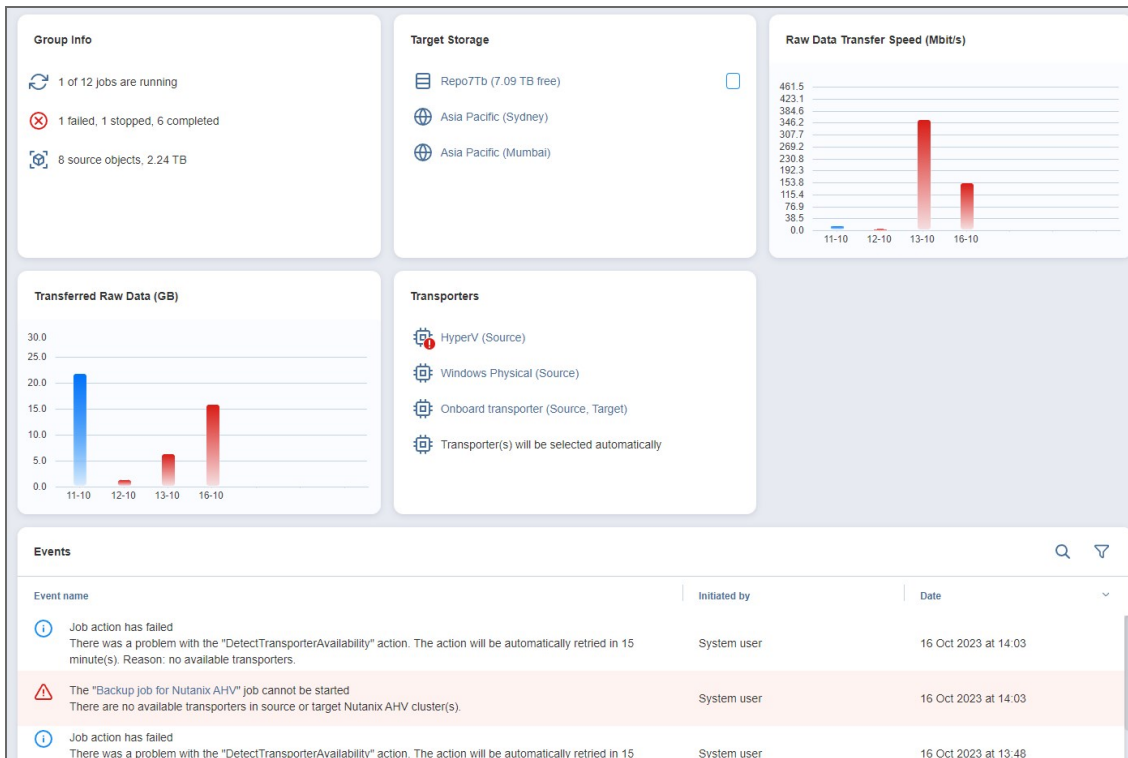 Group Info
1 of 12 jobs are running
1 failed, 1 stopped, 6 completed
8 source objects, 2.24 TB
Target Storage
Repo7Tb (7.09 TB free)
Asia Pacific (Sydney)
Asia Pacific (Mumbai)
Raw Data Transfer Speed (Mbit/s)
461.5
423.1
384.6
346.2
307.7
269.2
230.8
192.3
153.8
115.4
76.9
38.5
0.0
11-10 12-10 13-10 16-10
Transferred Raw Data (GB)
30.0
25.0
20.0
15.0
10.0
5.0
0.0
11-10 12-10 13-10 16-10
Transporters
HyperV (Source)
Windows Physical (Source)
Onboard transporter (Source, Target)
Transporter(s) will be selected automatically
Events
Event name Initiated by Date
Job action has failed
There was a problem with the "DetectTransporterAvailability" action. The action will be automatically retried in 15
minute(s). Reason: no available transporters.
System user 16 Oct 2023 at 14:03
The "Backup job for Nutanix AHV" job cannot be started
There are no available transporters in source or target Nutanix AHV cluster(s).
System user 16 Oct 2023 at 14:03
Job action has failed
There was a problem with the "DetectTransporterAvailability" action. The action will be automatically retried in 15
System user 16 Oct 2023 at 13:48